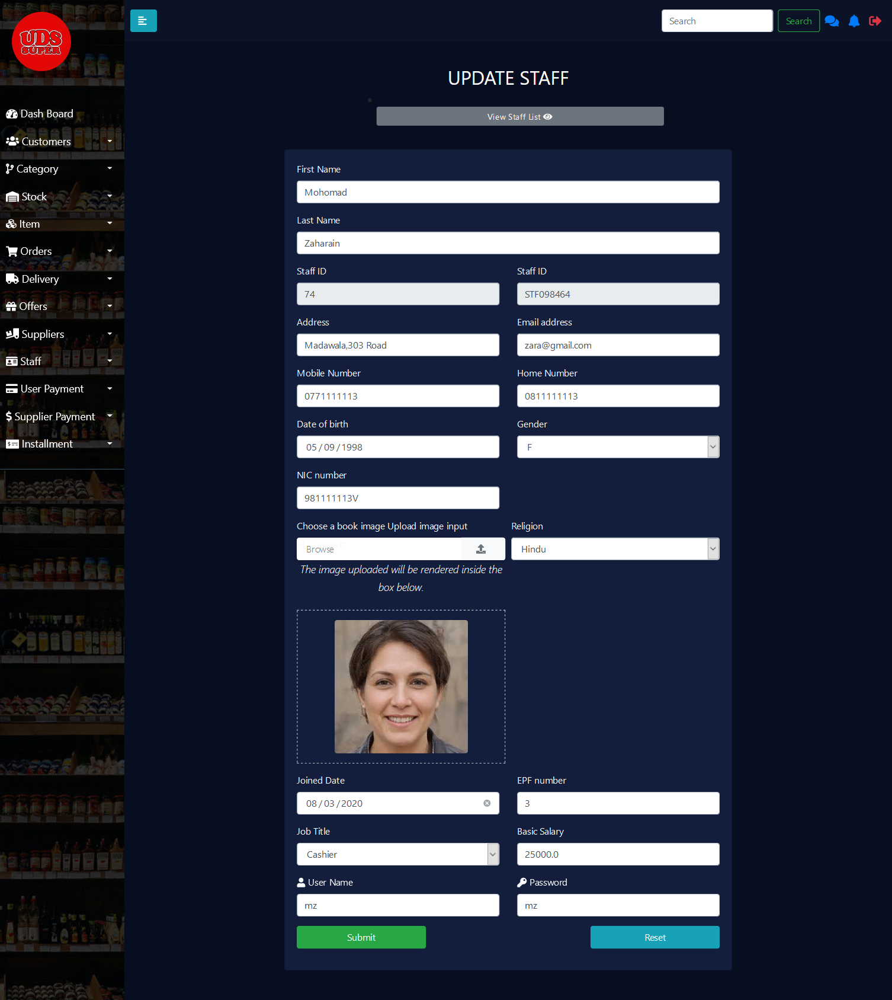 UDS
SUPER
Search
Search
Dash Board
Customers
Category
Stock
Item
Orders
Delivery
Offers
Suppliers
Staff
User Payment
Supplier Payment
Installment
UPDATE STAFF
View Staff List
First Name
Mohomad
Last Name
Zaharain
Staff ID
Staff ID
74
STF098464
Address
Email address
Madawala,303 Road
zara@gmail.com
Mobile Number
Home Number
0771111113
0811111113
Date of birth
Gender
05 / 09 / 1998
F
NIC number
981111113V
Choose a book image Upload image input
Religion
Browse
Hindu
The image uploaded will be rendered inside the
box below.
Joined Date
EPF number
08 / 03 / 2020
3
Job Title
Basic Salary
Cashier
25000.0
User Name
Password
mz
mz
Submit
Reset